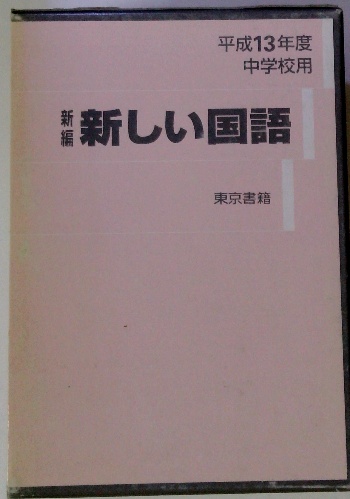 平成13年度
中学校用
新編 新しい国語
東京書籍